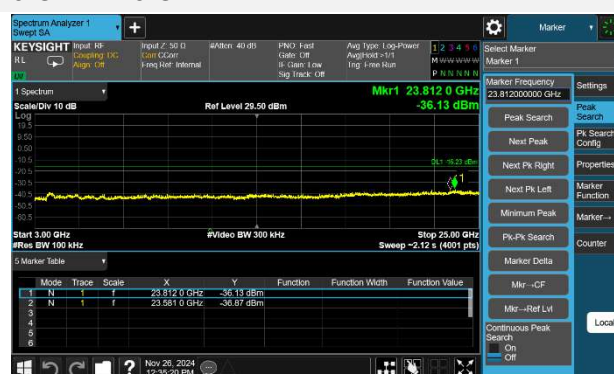 Spectrum Analyzer 1
Swept SA
Marker
KEYSIGHT Input: RF Input Z: 50 Ω #Atten: 40 dB PNO: Fast Avg Type: Log-Power 1 2 3 4 5 6
RL Coupling: DC Corr CCorr Gate: Off Avg|Hold:>1/1 M W W W W W
Align: Off Freq Ref: Internal IF Gain: Low Trig: Free Run
Sig Track: Off P N N N N N
Select Marker
Marker 1
1 Spectrum
Mkr1 23.812 0 GHz
Scale/Div 10 dB Ref Level 29.50 dBm -36.13 dBm
Log
19.5
9.50
-0.50
-10.5
-20.5
-30.5
-40.5
-50.5
-60.5
1
Start 3.00 GHz #Video BW 300 kHz Stop 25.00 GHz
#Res BW 100 kHz Sweep ~2.12 s (4001 pts)
5 Marker Table
Mode Trace Scale X Y Function Function Width Function Value
1 N 1 f 23.812 0 GHz -36.13 dBm
2 N 1 f 23.581 0 GHz -36.87 dBm
3
4
5
6
Marker Frequency
23.812000000 GHz
Peak Search
Next Peak
Next Pk Right
Next Pk Left
Minimum Peak
Pk-Pk Search
Marker Delta
Mkr→CF
Mkr→Ref Lvl
Continuous Peak
Search
On
Off
Settings
Peak
Search
Pk Search
Config
Properties
Marker
Function
Marker→
Counter
Local
Nov 26, 2024
12:35:20 PM